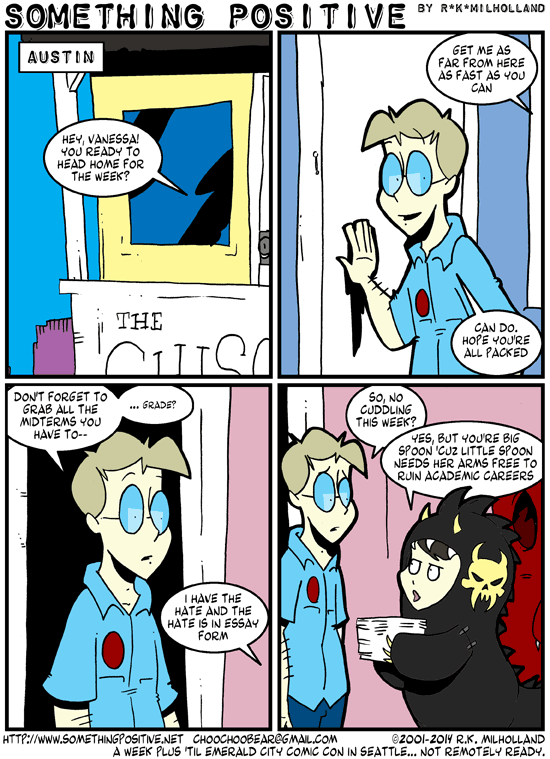 SOMETHING POSITIVE BY R*K*MILHOLLAND
AUSTIN
HEY, VANESSA!
YOU READY TO
HEAD HOME FOR
THE WEEK?
THE
GET ME AS
FAR FROM HERE
AS FAST AS YOU
CAN
CAN DO.
HOPE YOU'RE
ALL PACKED
DON'T FORGET TO
GRAB ALL THE
MIDTERMS YOU
HAVE TO--
... GRADE?
I HAVE THE
HATE AND THE
HATE IS IN ESSAY
FORM
SO, NO
CUDDLING
THIS WEEK?
YES, BUT YOU'RE BIG
SPOON 'CUZ LITTLE SPOON
NEEDS HER ARMS FREE TO
RUIN ACADEMIC CAREERS
HTTP://WWW.SOMETHINGPOSITIVE.NET CHOOCHOOBEAR@GMAIL.COM ©2001-2014 R.K. MILHOLLAND
A WEEK PLUS 'TIL EMERALD CITY COMIC CON IN SEATTLE... NOT REMOTELY READY.